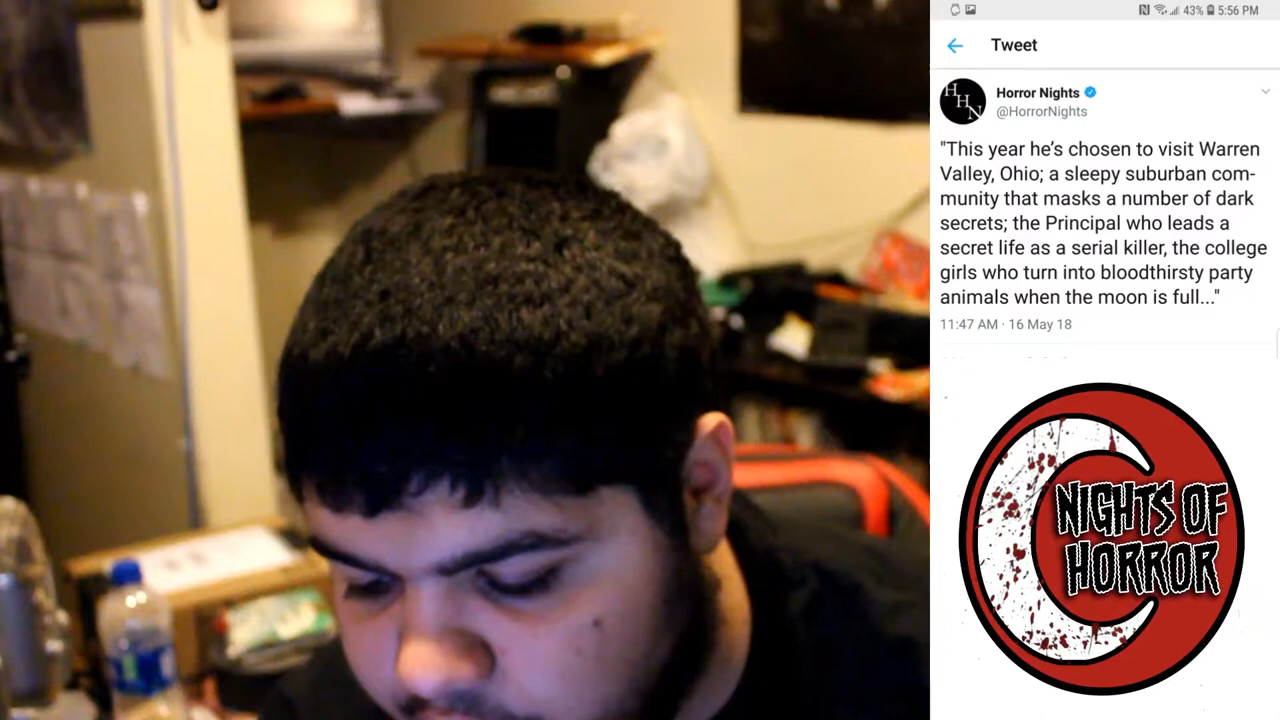 43% 5:56 PM
Tweet
Horror Nights
@HorrorNights
HHN
"This year he's chosen to visit Warren
Valley, Ohio; a sleepy suburban com-
munity that masks a number of dark
secrets; the Principal who leads a
secret life as a serial killer, the college
girls who turn into bloodthirsty party
animals when the moon is full..."
11:47 AM · 16 May 18
NIGHTS OF
HORROR